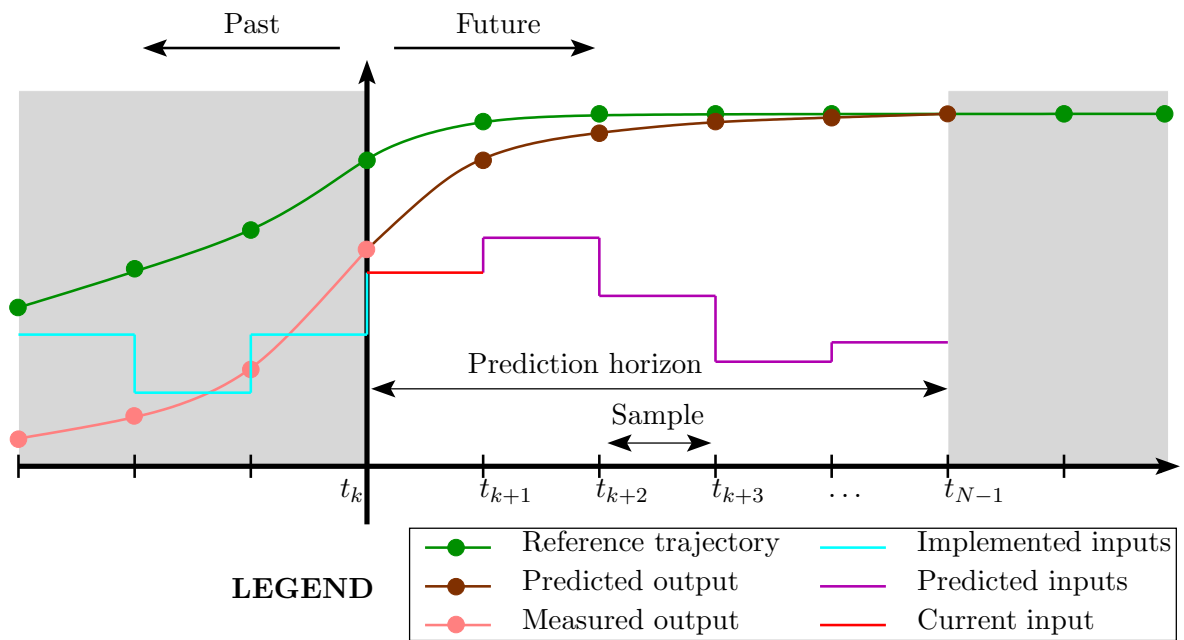 Past
Future
Prediction horizon
Sample
t_k
t_{k+1}
t_{k+2}
t_{k+3}
...
t_{N−1}
LEGEND
Reference trajectory
Predicted output
Measured output
Implemented inputs
Predicted inputs
Current input